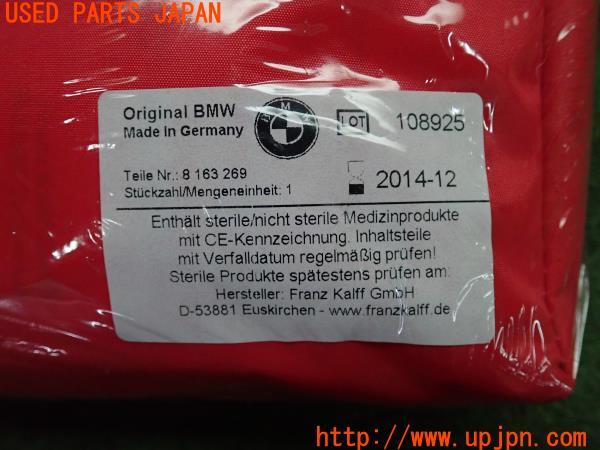 USED PARTS JAPAN
Original BMW
Made in Germany
BMW
LOT 108925
Teile Nr.: 8 163 269
Stückzahl/Mengeneinheit: 1
2014-12
Enthält sterile/nicht sterile Medizinprodukte
mit CE-Kennzeichnung. Inhaltsteile
mit Verfalldatum regelmäßig prüfen!
Sterile Produkte spätestens prüfen am:
Hersteller: Franz Kalff GmbH
D-53881 Euskirchen - www.franzkalff.de
http://www.upjpn.com/